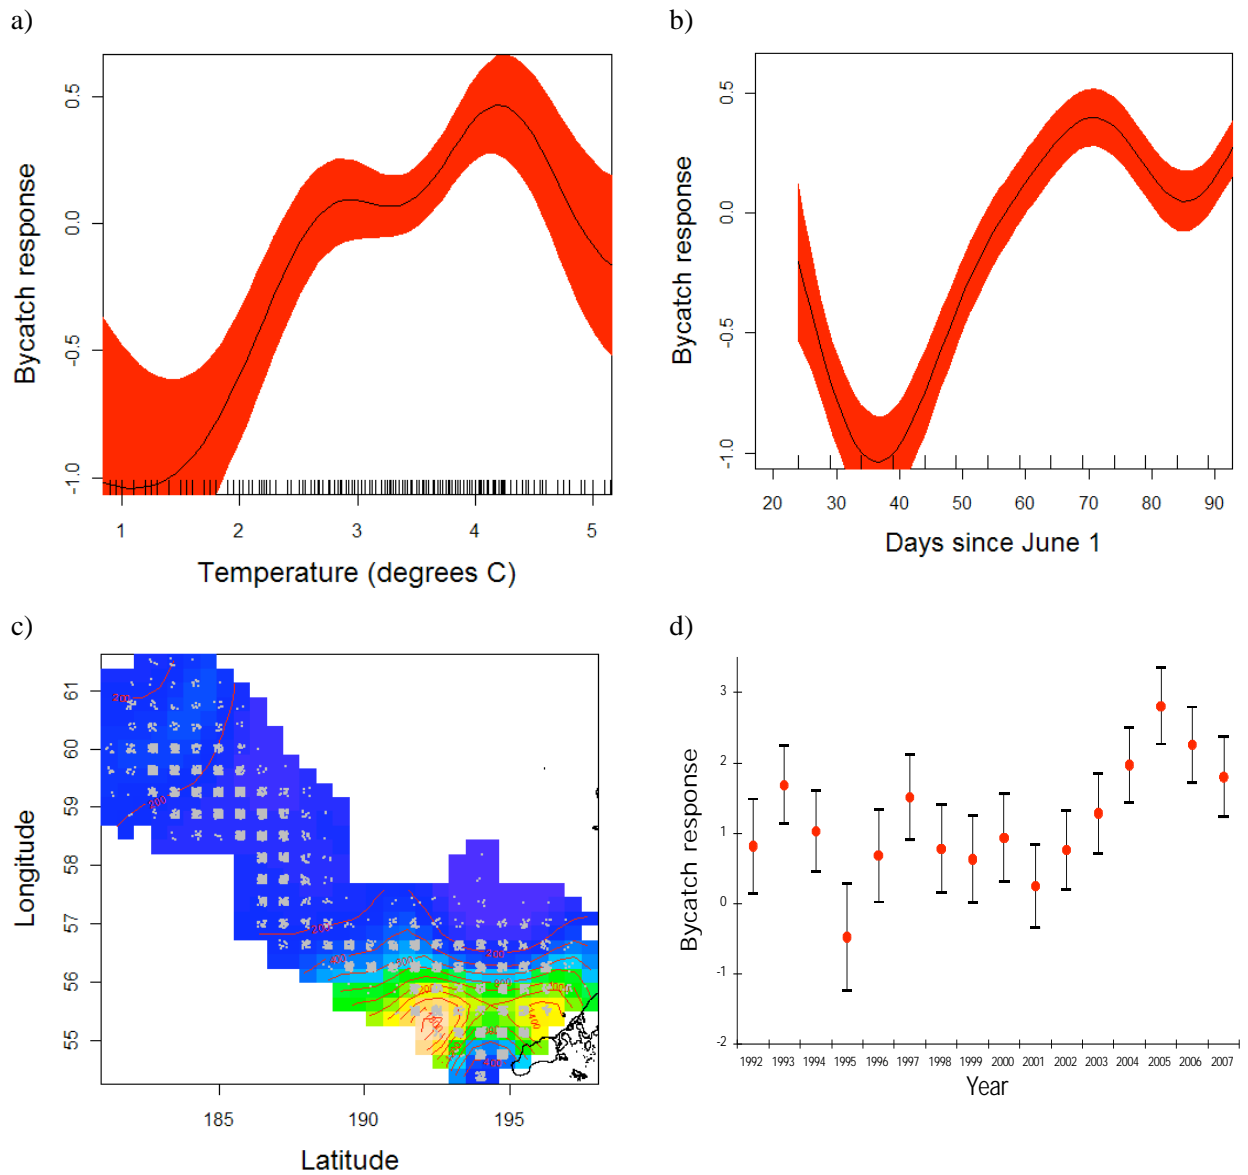 a)
b)
0.5
0.0
-0.5
-1.0
Bycatch response
1 2 3 4 5
Temperature (degrees C)
0.5
0.0
-0.5
-1.0
Bycatch response
20 30 40 50 60 70 80 90
Days since June 1
c)
d)
61
60
59
58
57
56
55
Longitude
200
200
200
200
185 190 195
Latitude
3
2
1
0
-1
-2
Bycatch response
1992 1993 1994 1995 1996 1997 1998 1999 2000 2001 2002 2003 2004 2005 2006 2007
Year